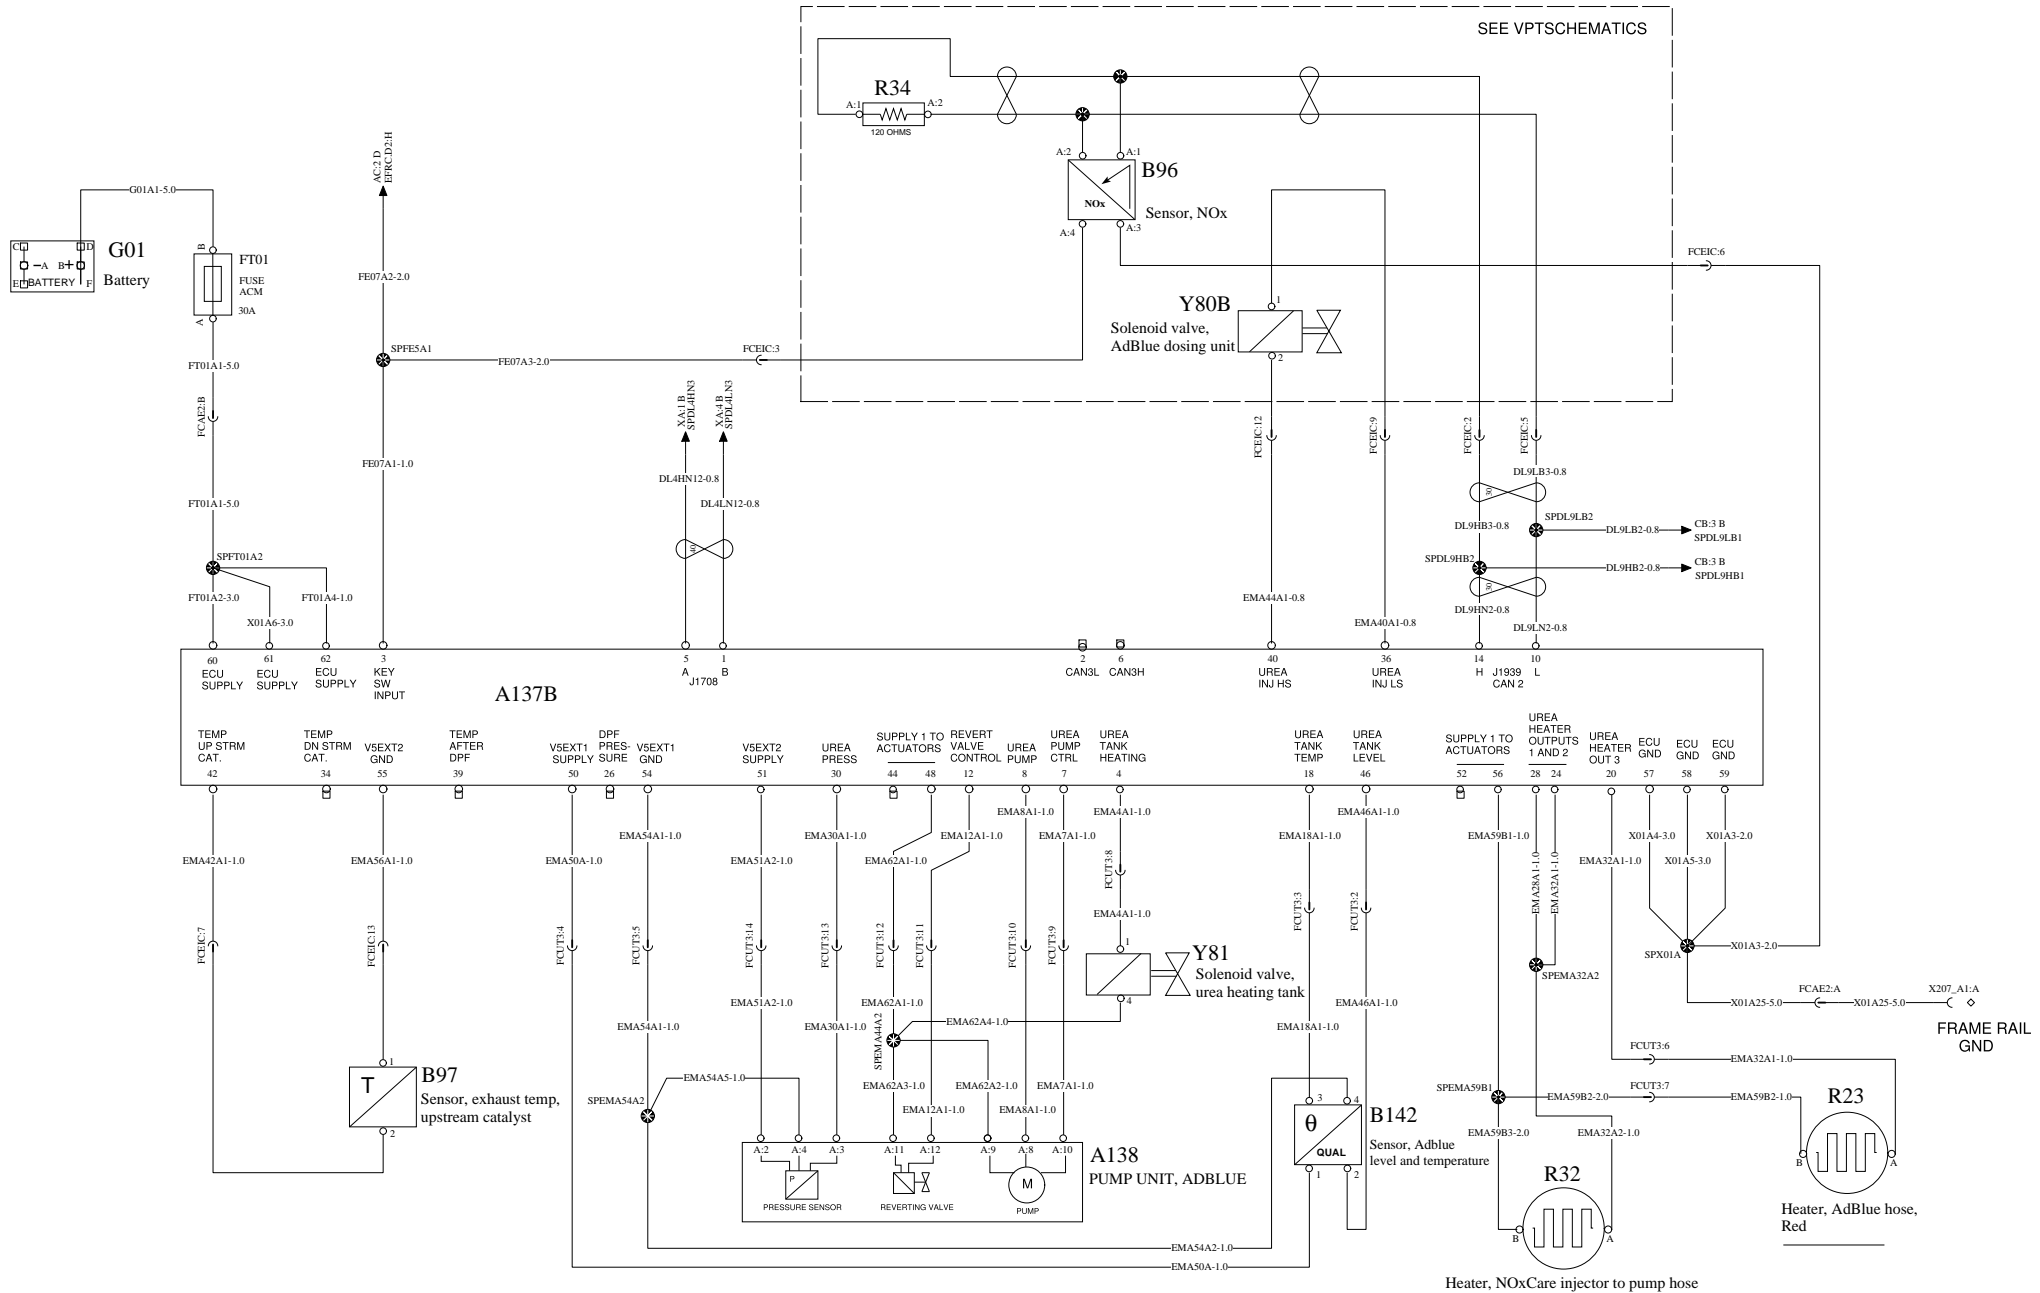 SEE VPTSCHEMATICS
R34
A:1
A:2
120 OHMS
AC:2 D
EFRC.D2:H
A:2
A:1
B96
NOx
Sensor, NOx
A:4
A:3
G01A1-5.0
C
D
–A B+
E
BATTERY
F
G01
Battery
B
FT01
FUSE
ACM
30A
A
FE07A2-2.0
FCEIC:6
1
Y80B
Solenoid valve,
AdBlue dosing unit
2
SPFE5A1
FE07A3-2.0
FCEIC:3
FT01A1-5.0
FCAE2:B
XA:1 B
SPDL4HN3
XA:4 B
SPDL4LN3
FCEIC:12
FCEIC:9
FCEIC:2
FCEIC:5
FE07A1-1.0
DL4HN12-0.8
DL9LB3-0.8
30
FT01A1-5.0
DL4LN12-0.8
40
DL9HB3-0.8
SPDL9LB2
DL9LB2-0.8
CB:3 B
SPDL9LB1
SPFT01A2
SPDL9HB2
DL9HB2-0.8
CB:3 B
SPDL9HB1
30
FT01A2-3.0
FT01A4-1.0
X01A6-3.0
EMA44A1-0.8
EMA40A1-0.8
DL9HN2-0.8
DL9LN2-0.8
60
ECU
SUPPLY
61
ECU
SUPPLY
62
ECU
SUPPLY
3
KEY
SW
INPUT
5
A
1
B
J1708
2
CAN3L
6
CAN3H
40
UREA
INJ HS
36
UREA
INJ LS
14
H
J1939
CAN 2
10
L
A137B
TEMP
UP STRM
CAT.
42
TEMP
DN STRM
CAT.
34
V5EXT2
GND
55
TEMP
AFTER
DPF
39
V5EXT1
SUPPLY
50
DPF
PRES-
SURE
26
V5EXT1
GND
54
V5EXT2
SUPPLY
51
UREA
PRESS
30
SUPPLY 1 TO
ACTUATORS
44
48
REVERT
VALVE
CONTROL
12
UREA
PUMP
8
UREA
PUMP
CTRL
7
UREA
TANK
HEATING
4
UREA
TANK
TEMP
18
UREA
TANK
LEVEL
46
SUPPLY 1 TO
ACTUATORS
52
56
UREA
HEATER
OUTPUTS
1 AND 2
28
24
UREA
HEATER
OUT 3
20
ECU
GND
57
ECU
GND
58
ECU
GND
59
EMA42A1-1.0
EMA56A1-1.0
EMA50A-1.0
EMA54A1-1.0
EMA51A2-1.0
EMA30A1-1.0
EMA62A1-1.0
EMA12A1-1.0
EMA8A1-1.0
EMA7A1-1.0
EMA4A1-1.0
EMA18A1-1.0
EMA46A1-1.0
EMA59B1-1.0
EMA28A1-1.0
EMA32A1-1.0
EMA32A1-1.0
X01A4-3.0
X01A5-3.0
X01A3-2.0
FCEIC:7
FCEIC:13
FCUT3:4
FCUT3:5
FCUT3:14
FCUT3:13
FCUT3:12
FCUT3:11
FCUT3:10
FCUT3:9
FCUT3:8
FCUT3:3
FCUT3:2
EMA4A1-1.0
1
Y81
Solenoid valve,
urea heating tank
4
SPX01A
X01A3-2.0
SPEMA32A2
X01A25-5.0
FCAE2:A
X01A25-5.0
X207_A1:A
FRAME RAIL
GND
EMA54A1-1.0
EMA51A2-1.0
EMA30A1-1.0
EMA62A1-1.0
EMA62A4-1.0
SPEMA44A2
EMA18A1-1.0
EMA46A1-1.0
FCUT3:6
EMA32A1-1.0
1
T
B97
Sensor, exhaust temp,
upstream catalyst
2
EMA54A5-1.0
SPEMA54A2
EMA62A3-1.0
EMA12A1-1.0
EMA62A2-1.0
EMA8A1-1.0
EMA7A1-1.0
3
4
θ
QUAL
B142
Sensor, Adblue
level and temperature
1
2
SPEMA59B1
EMA59B2-2.0
FCUT3:7
EMA59B2-1.0
EMA59B3-2.0
EMA32A2-1.0
R23
B
A
Heater, AdBlue hose,
Red
A:2
A:4
A:3
A:11
A:12
A:9
A:8
A:10
P
M
PRESSURE SENSOR
REVERTING VALVE
PUMP
A138
PUMP UNIT, ADBLUE
R32
B
A
Heater, NOxCare injector to pump hose
EMA54A2-1.0
EMA50A-1.0